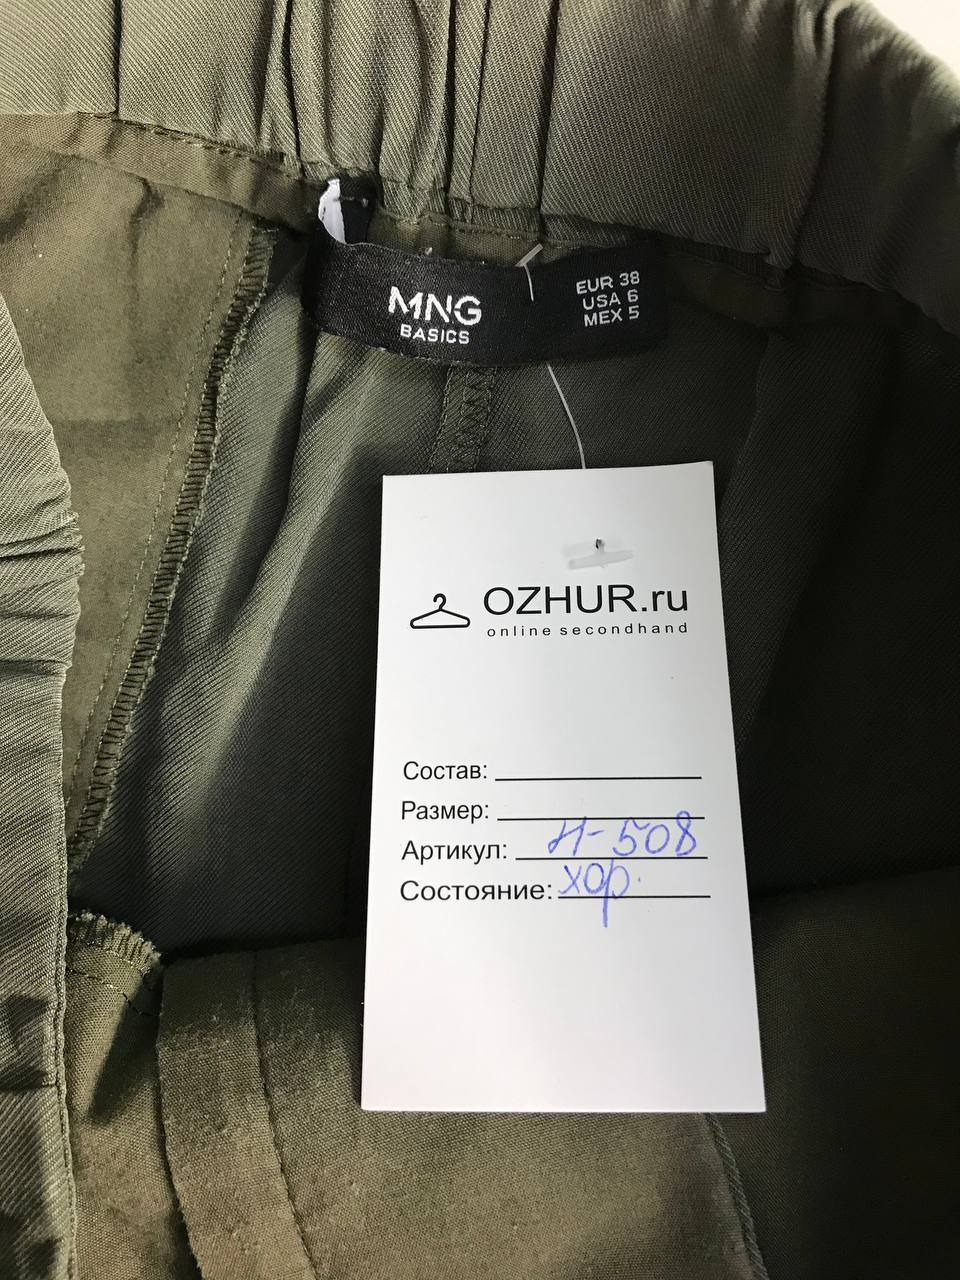 MNG
BASICS
EUR 38
USA 6
MEX 5
OZHUR.ru
online secondhand
Состав:
Размер:
Артикул: Н-508
Состояние: хор.